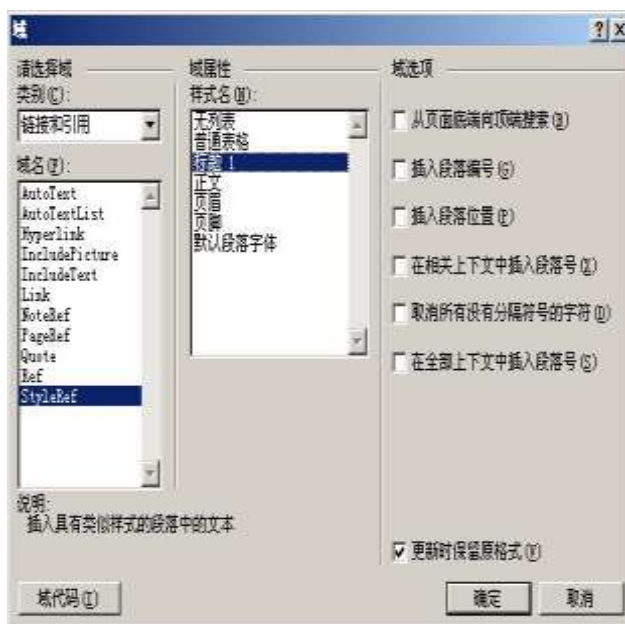 域
请选择域
类别(C):
链接和引用
域名(F):
AutoText
AutoTextList
Hyperlink
IncludePicture
IncludeText
Link
NoteRef
PageRef
Quote
Ref
StyleRef
说明:
插入具有类似样式的段落中的文本
域代码(I)
域属性
样式名(N):
无列表
普通表格
标题 1
正文
页眉
页脚
默认段落字体
域选项
从页面底端向顶端搜索(B)
插入段落编号(G)
插入段落位置(P)
在相关上下文中插入段落号(X)
取消所有没有分隔符号的字符(D)
在全部上下文中插入段落号(S)
更新时保留原格式(V)
确定
取消